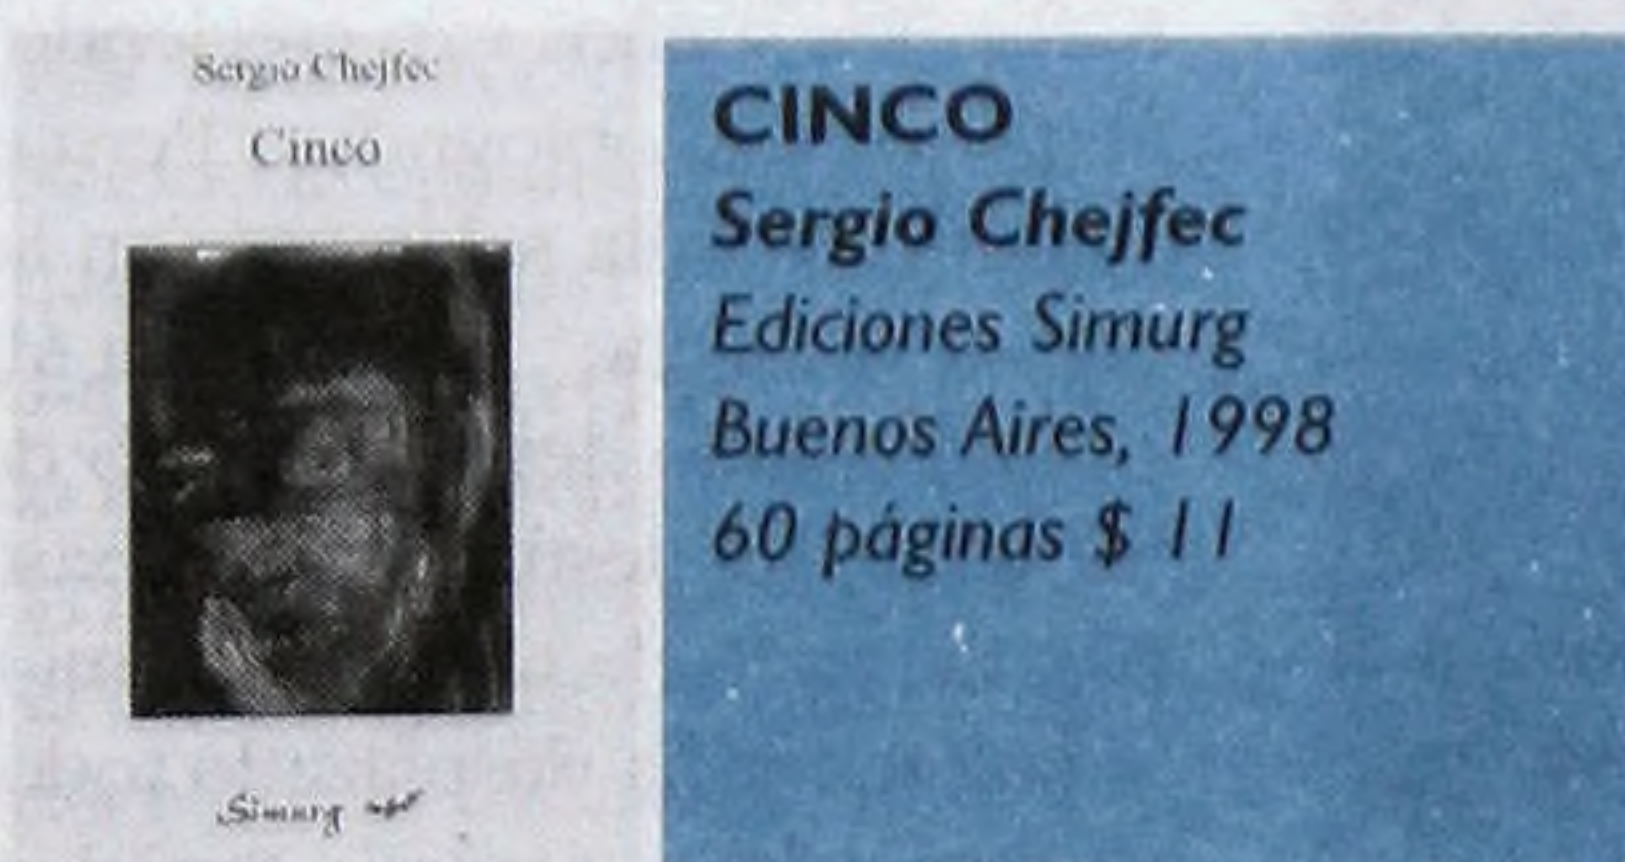 Sergio Chejfec
Cinco
Simurg
CINCO
Sergio Chejfec
Ediciones Simurg
Buenos Aires, 1998
60 páginas $ 11